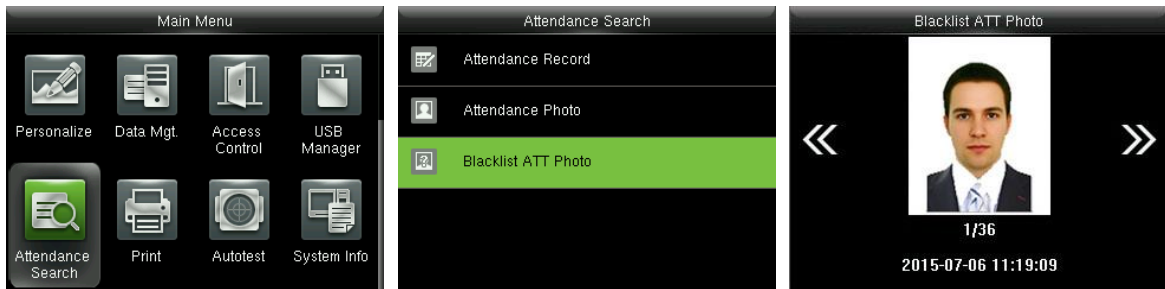 Main Menu
Personalize
Data Mgt.
Access
Control
USB
Manager
Attendance
Search
Print
Autotest
System Info
Attendance Search
Attendance Record
Attendance Photo
Blacklist ATT Photo
Blacklist ATT Photo
1/36
2015-07-06 11:19:09